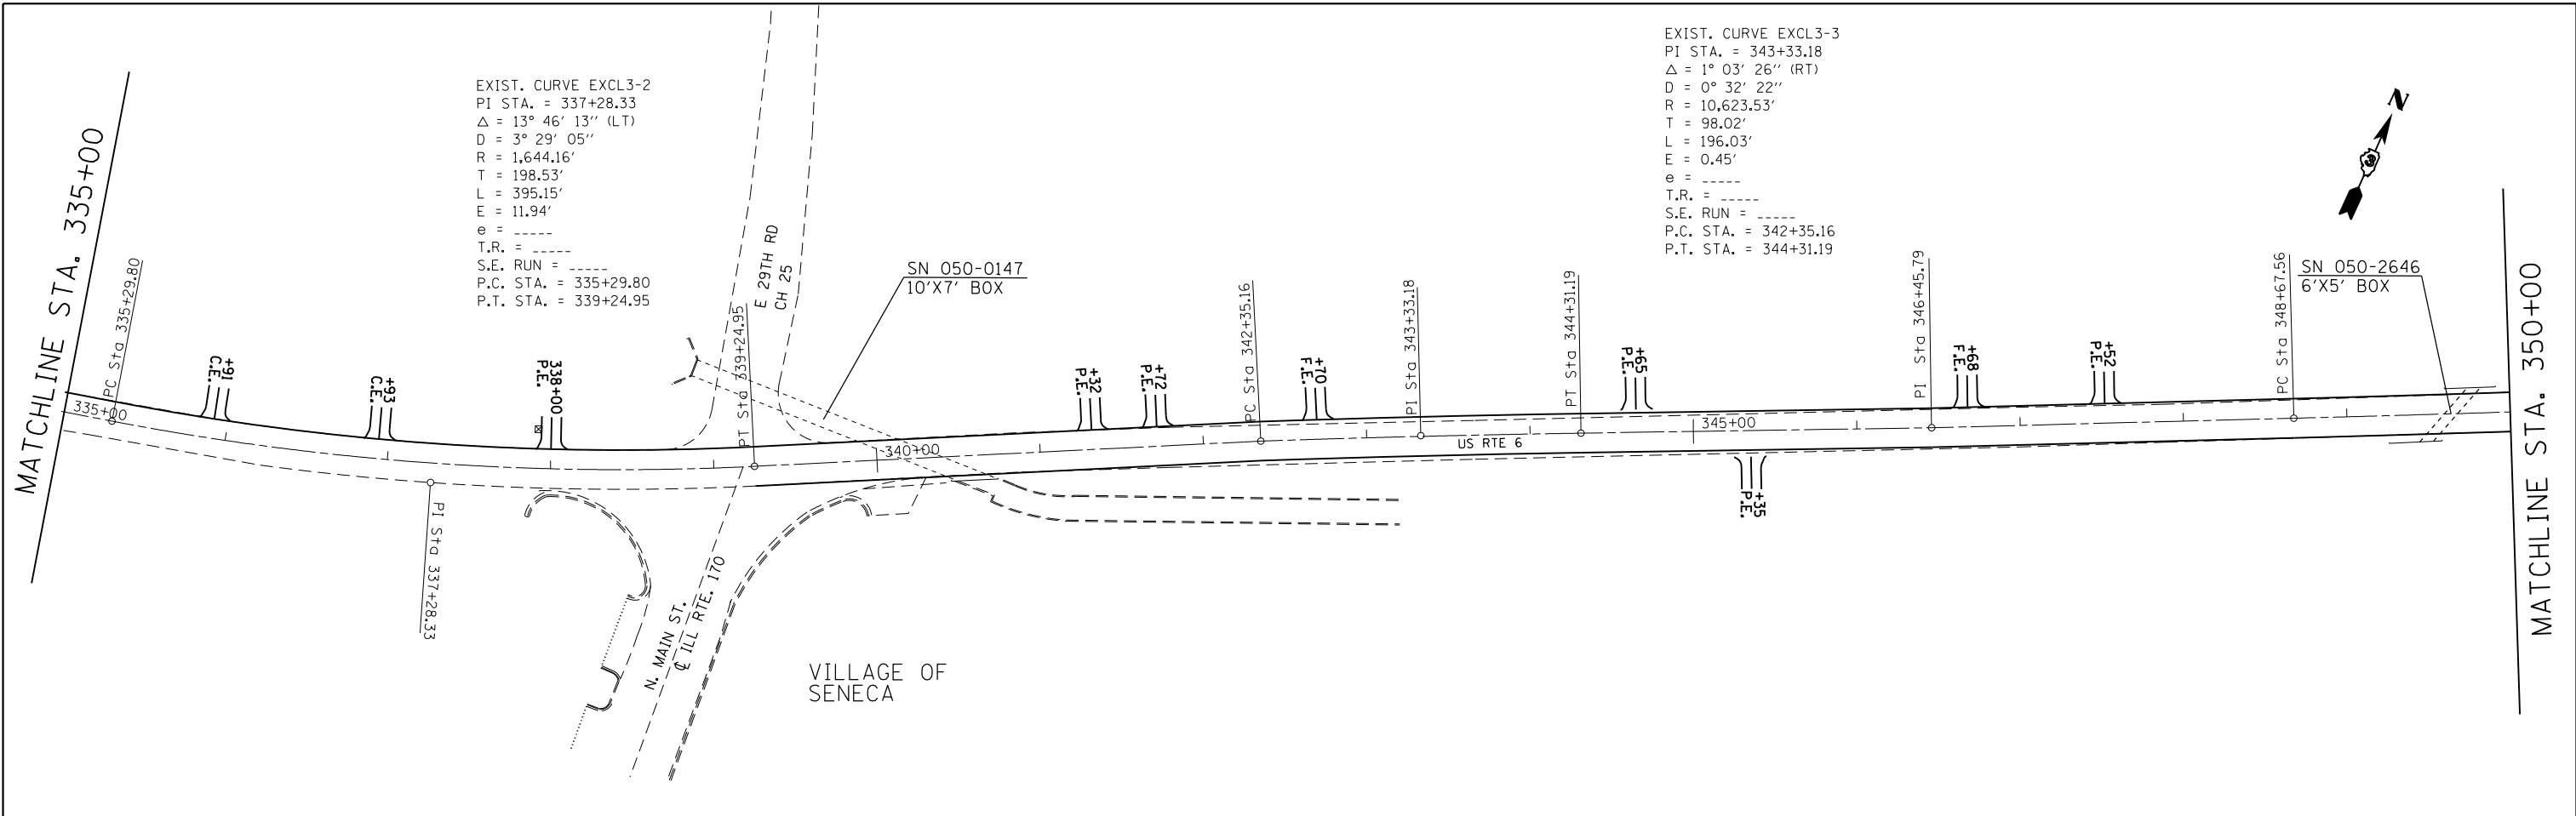 MATCHLINE STA. 335+00
PC Sta 335+29.80
335+00
+91
C.E.
+93
C.E.
EXIST. CURVE EXCL3-2
PI STA. = 337+28.33
△ = 13° 46' 13'' (LT)
D = 3° 29' 05''
R = 1,644.16'
T = 198.53'
L = 395.15'
E = 11.94'
e = _____
T.R. = _____
S.E. RUN = _____
P.C. STA. = 335+29.80
P.T. STA. = 339+24.95
338+00
P.E.
PI Sta 337+28.33
PT Sta 339+24.95
E 29TH RD
CH 25
SN 050-0147
10'X7' BOX
340+00
N. MAIN ST.
℄ ILL RTE. 170
VILLAGE OF
SENECA
+32
P.E.
+72
P.E.
PC Sta 342+35.16
+70
F.E.
PI Sta 343+33.18
US RTE 6
PT Sta 344+31.19
+65
P.E.
EXIST. CURVE EXCL3-3
PI STA. = 343+33.18
△ = 1° 03' 26'' (RT)
D = 0° 32' 22''
R = 10,623.53'
T = 98.02'
L = 196.03'
E = 0.45'
e = _____
T.R. = _____
S.E. RUN = _____
P.C. STA. = 342+35.16
P.T. STA. = 344+31.19
345+00
+35
P.E.
PI Sta 346+45.79
+68
F.E.
+52
P.E.
PC Sta 348+67.56
SN 050-2646
6'X5' BOX
N
MATCHLINE STA. 350+00